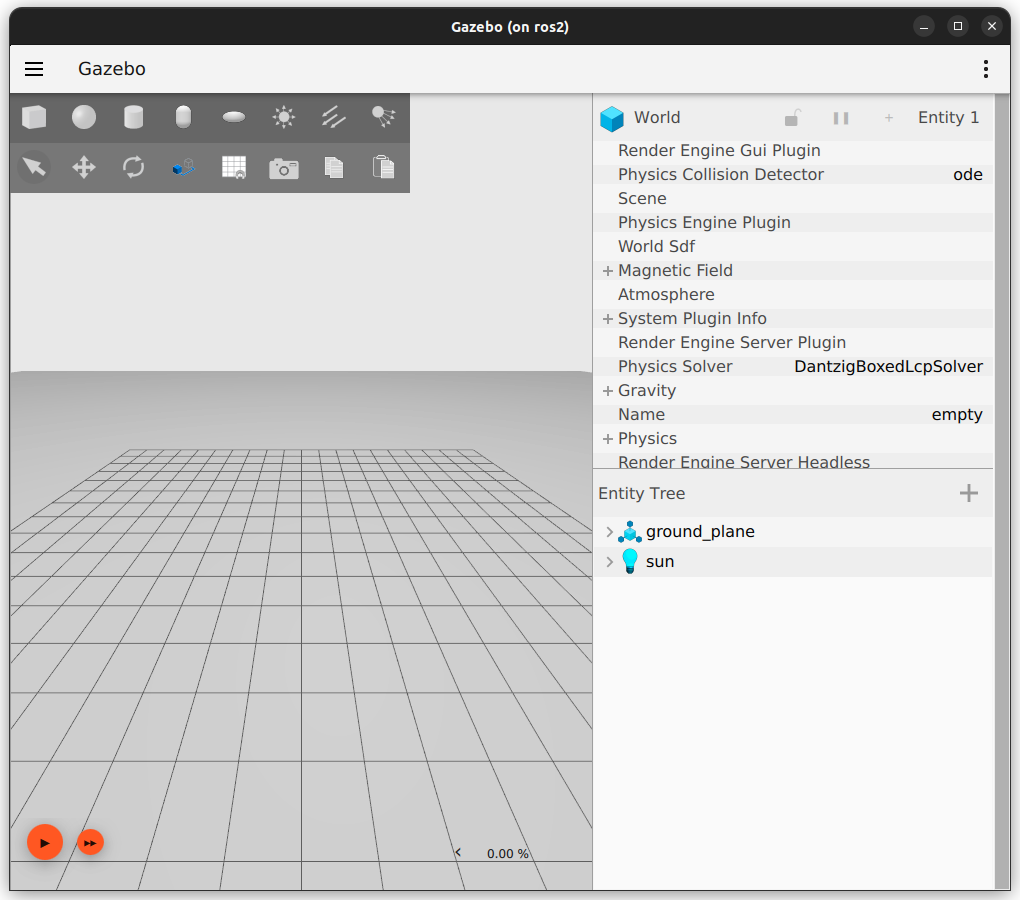 Gazebo (on ros2)
Gazebo
World Entity 1
Render Engine Gui Plugin
Physics Collision Detector ode
Scene
Physics Engine Plugin
World Sdf
Magnetic Field
Atmosphere
System Plugin Info
Render Engine Server Plugin
Physics Solver DantzigBoxedLcpSolver
Gravity
Name empty
Physics
Render Engine Server Headless
Entity Tree
ground_plane
sun
0.00 %